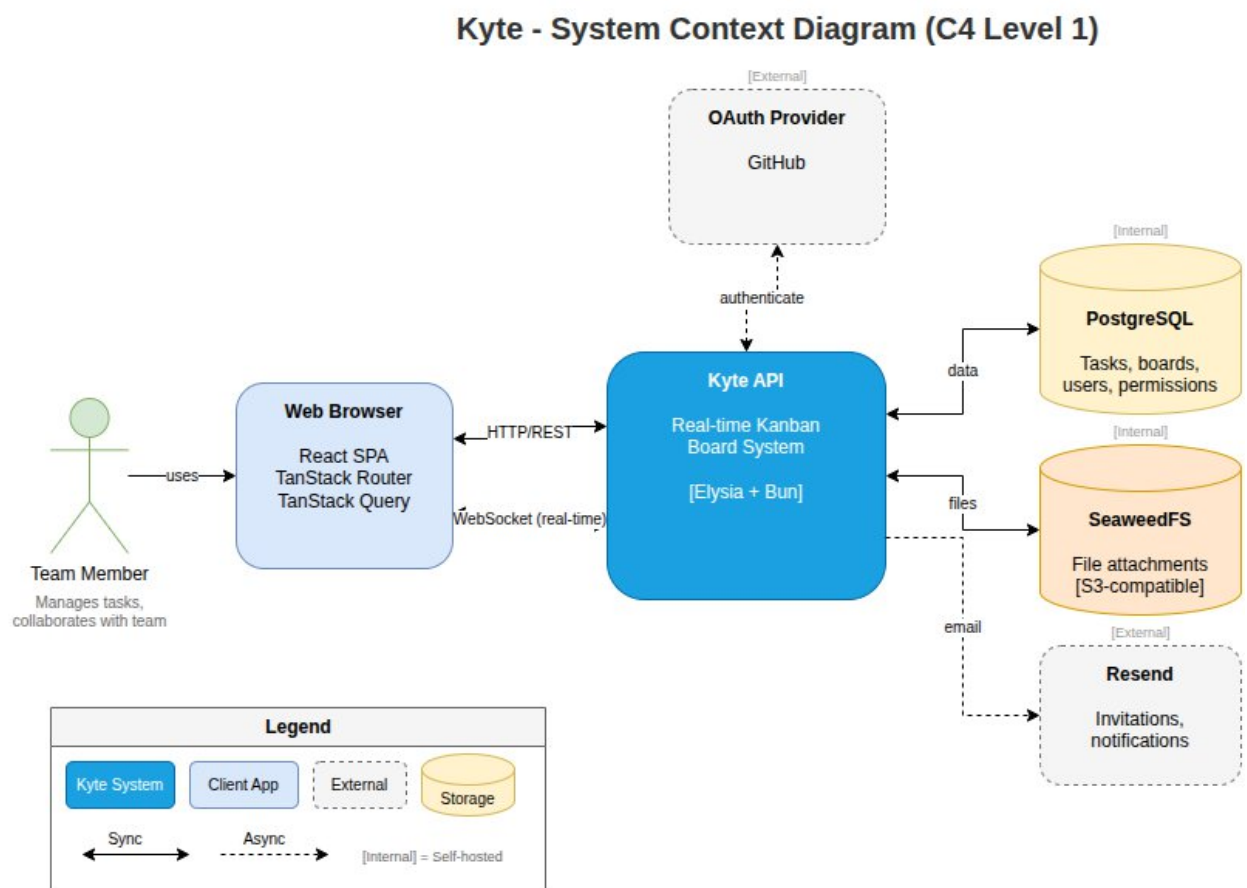 Kyte - System Context Diagram (C4 Level 1)
[External]
OAuth Provider
GitHub
authenticate
[Internal]
PostgreSQL
Tasks, boards,
users, permissions
data
Kyte API
Real-time Kanban
Board System
[Elysia + Bun]
Web Browser
React SPA
TanStack Router
TanStack Query
HTTP/REST
WebSocket (real-time)
uses
Team Member
Manages tasks,
collaborates with team
[Internal]
SeaweedFS
File attachments
[S3-compatible]
files
email
[External]
Resend
Invitations,
notifications
Legend
Kyte System
Client App
External
Storage
Sync
Async
[Internal] = Self-hosted